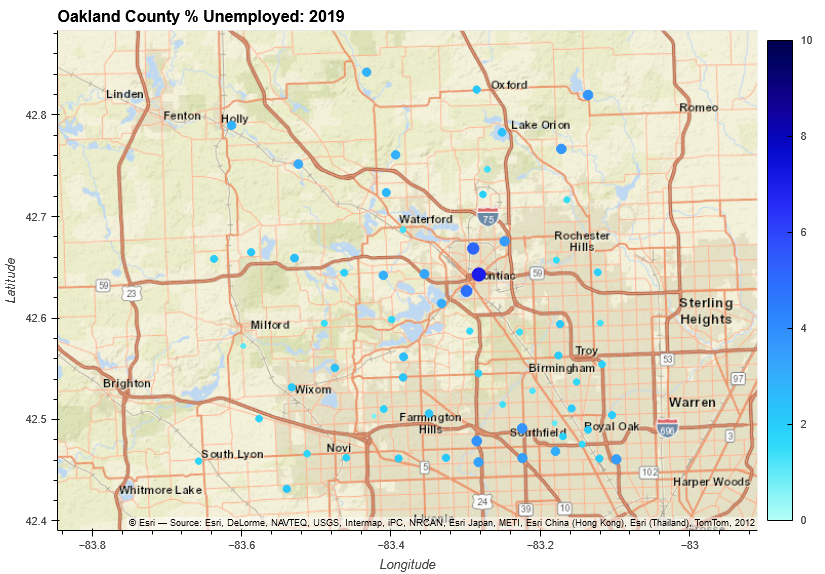 Oakland County % Unemployed: 2019
10
8
6
4
2
0
42.8
42.7
42.6
42.5
42.4
Latitude
Linden
Fenton
Holly
Oxford
Lake Orion
Romeo
Waterford
75
Rochester
Hills
59
23
59
Sterling
Heights
Milford
Troy
53
Birmingham
97
Brighton
Wixom
Warren
Farmington
Hills
Southfield
Royal Oak
696
3
South Lyon
Novi
5
102
Harper Woods
Whitmore Lake
24
39
10
© Esri — Source: Esri, DeLorme, NAVTEQ, USGS, Intermap, iPC, NRCAN, Esri Japan, METI, Esri China (Hong Kong), Esri (Thailand), TomTom, 2012
−83.8
−83.6
−83.4
−83.2
−83
Longitude